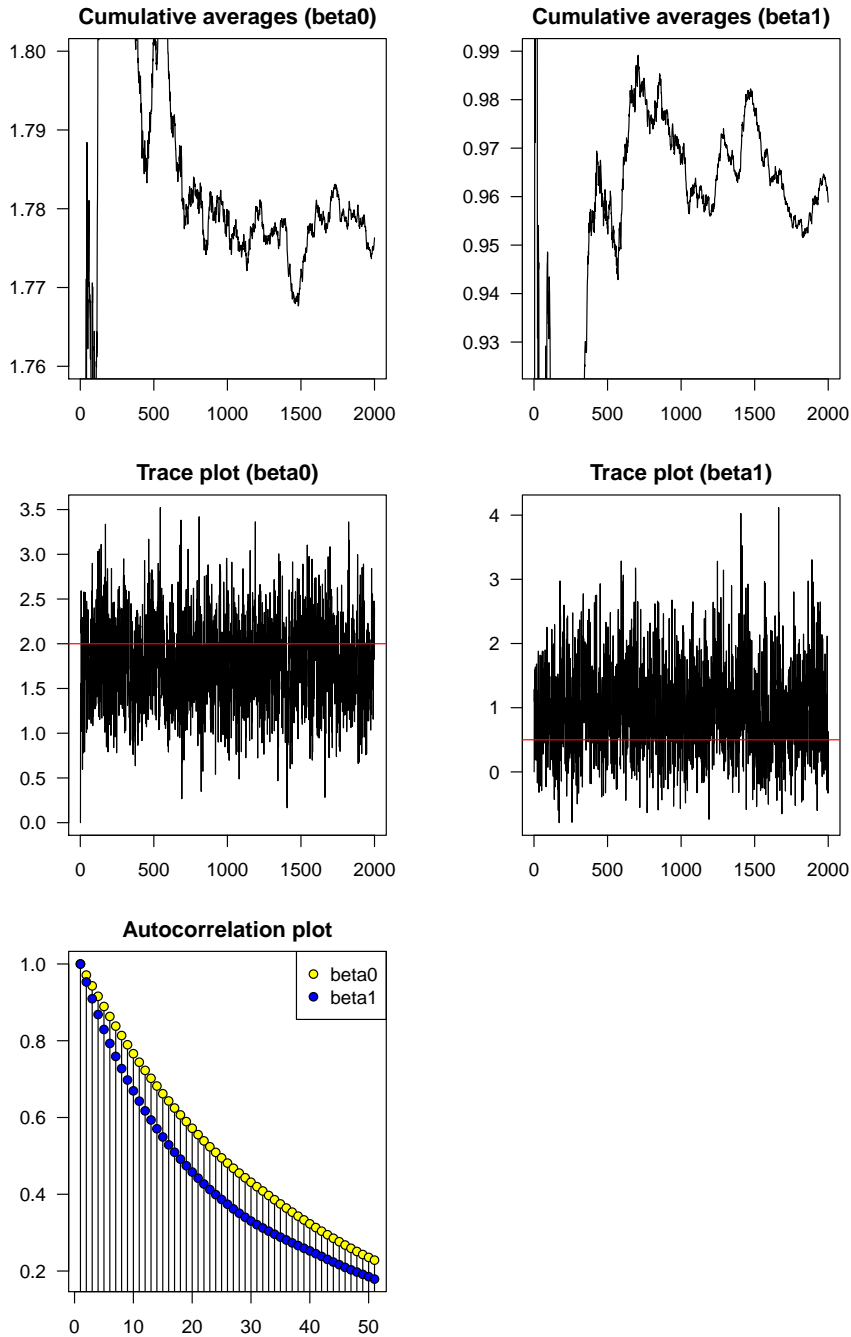 Cumulative averages (beta0)
1.80
1.79
1.78
1.77
1.76
0 500 1000 1500 2000
Cumulative averages (beta1)
0.99
0.98
0.97
0.96
0.95
0.94
0.93
0 500 1000 1500 2000
Trace plot (beta0)
3.5
3.0
2.5
2.0
1.5
1.0
0.5
0.0
0 500 1000 1500 2000
Trace plot (beta1)
4
3
2
1
0
0 500 1000 1500 2000
Autocorrelation plot
1.0
0.8
0.6
0.4
0.2
beta0
beta1
0 10 20 30 40 50